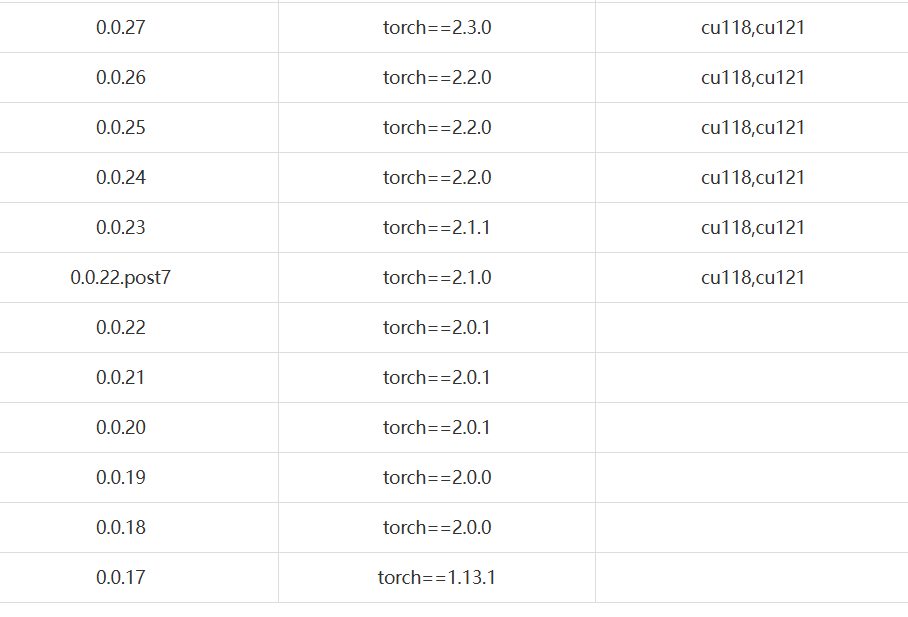 0.0.27 torch==2.3.0 cu118,cu121
0.0.26 torch==2.2.0 cu118,cu121
0.0.25 torch==2.2.0 cu118,cu121
0.0.24 torch==2.2.0 cu118,cu121
0.0.23 torch==2.1.1 cu118,cu121
0.0.22.post7 torch==2.1.0 cu118,cu121
0.0.22 torch==2.0.1
0.0.21 torch==2.0.1
0.0.20 torch==2.0.1
0.0.19 torch==2.0.0
0.0.18 torch==2.0.0
0.0.17 torch==1.13.1